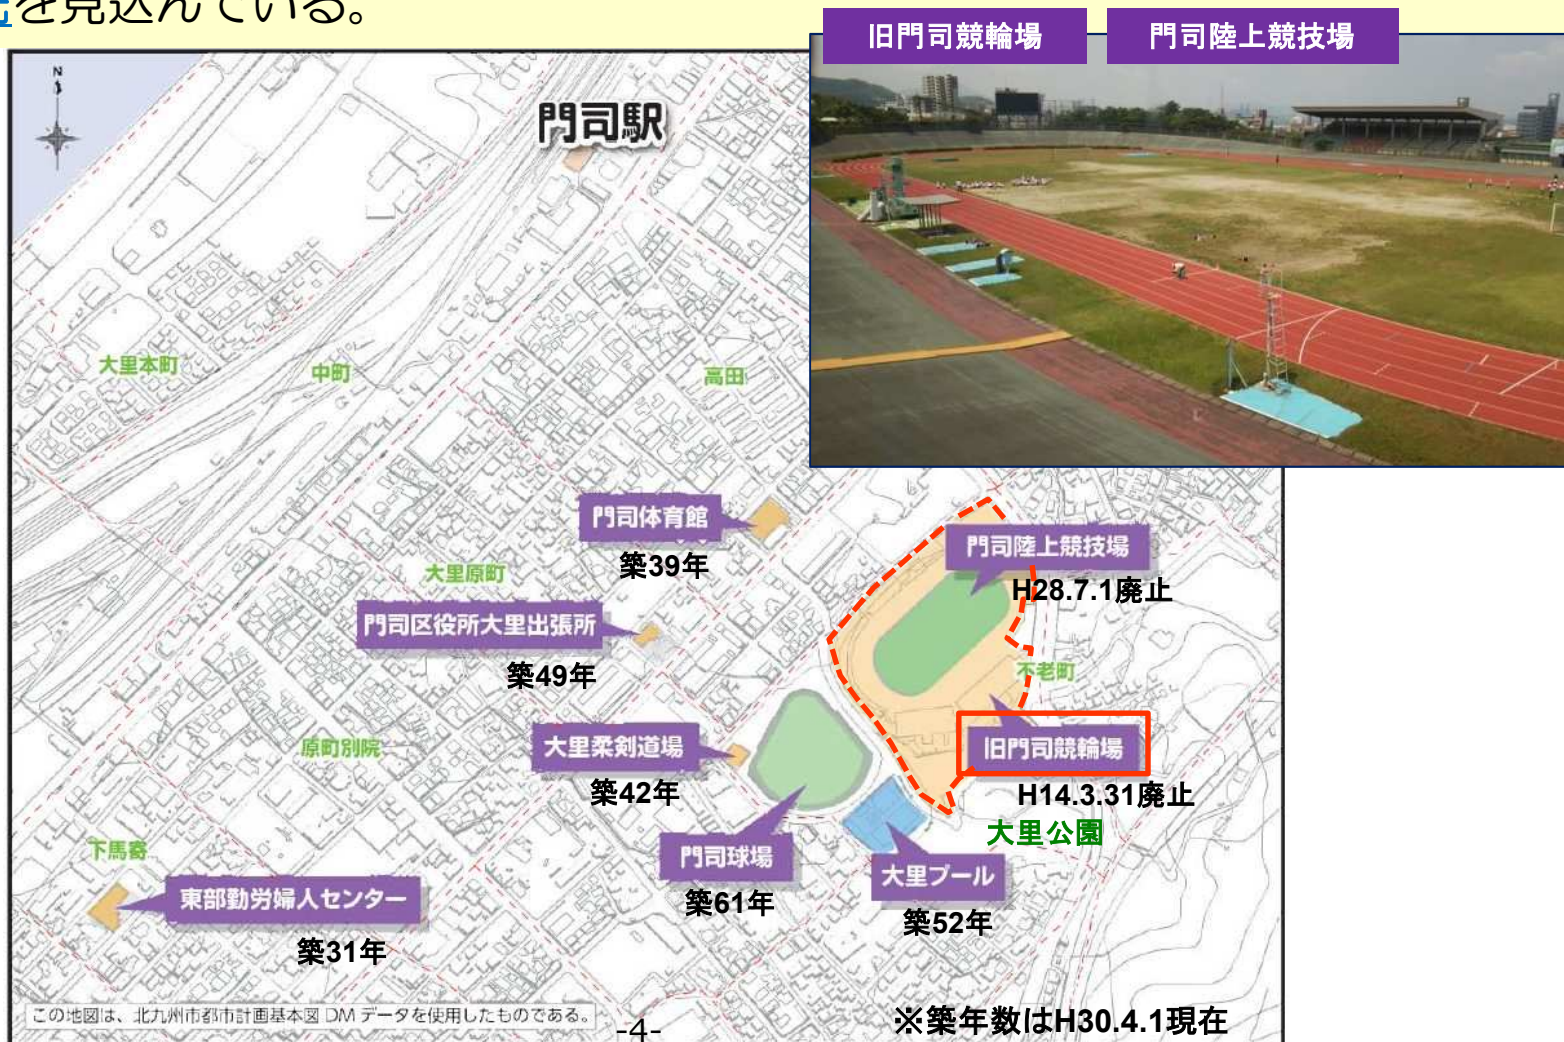 を見込んでいる。
旧門司競輪場
門司陸上競技場
N
門司駅
大里本町
中町
高田
門司体育館
築39年
門司陸上競技場
H28.7.1廃止
大里原町
門司区役所大里出張所
築49年
不老町
原町別院
大里柔剣道場
築42年
旧門司競輪場
H14.3.31廃止
大里公園
下馬寄
門司球場
築61年
大里プール
築52年
東部勤労婦人センター
築31年
この地図は、北九州市都市計画基本図 DM データを使用したものである。
-4-
※築年数はH30.4.1現在